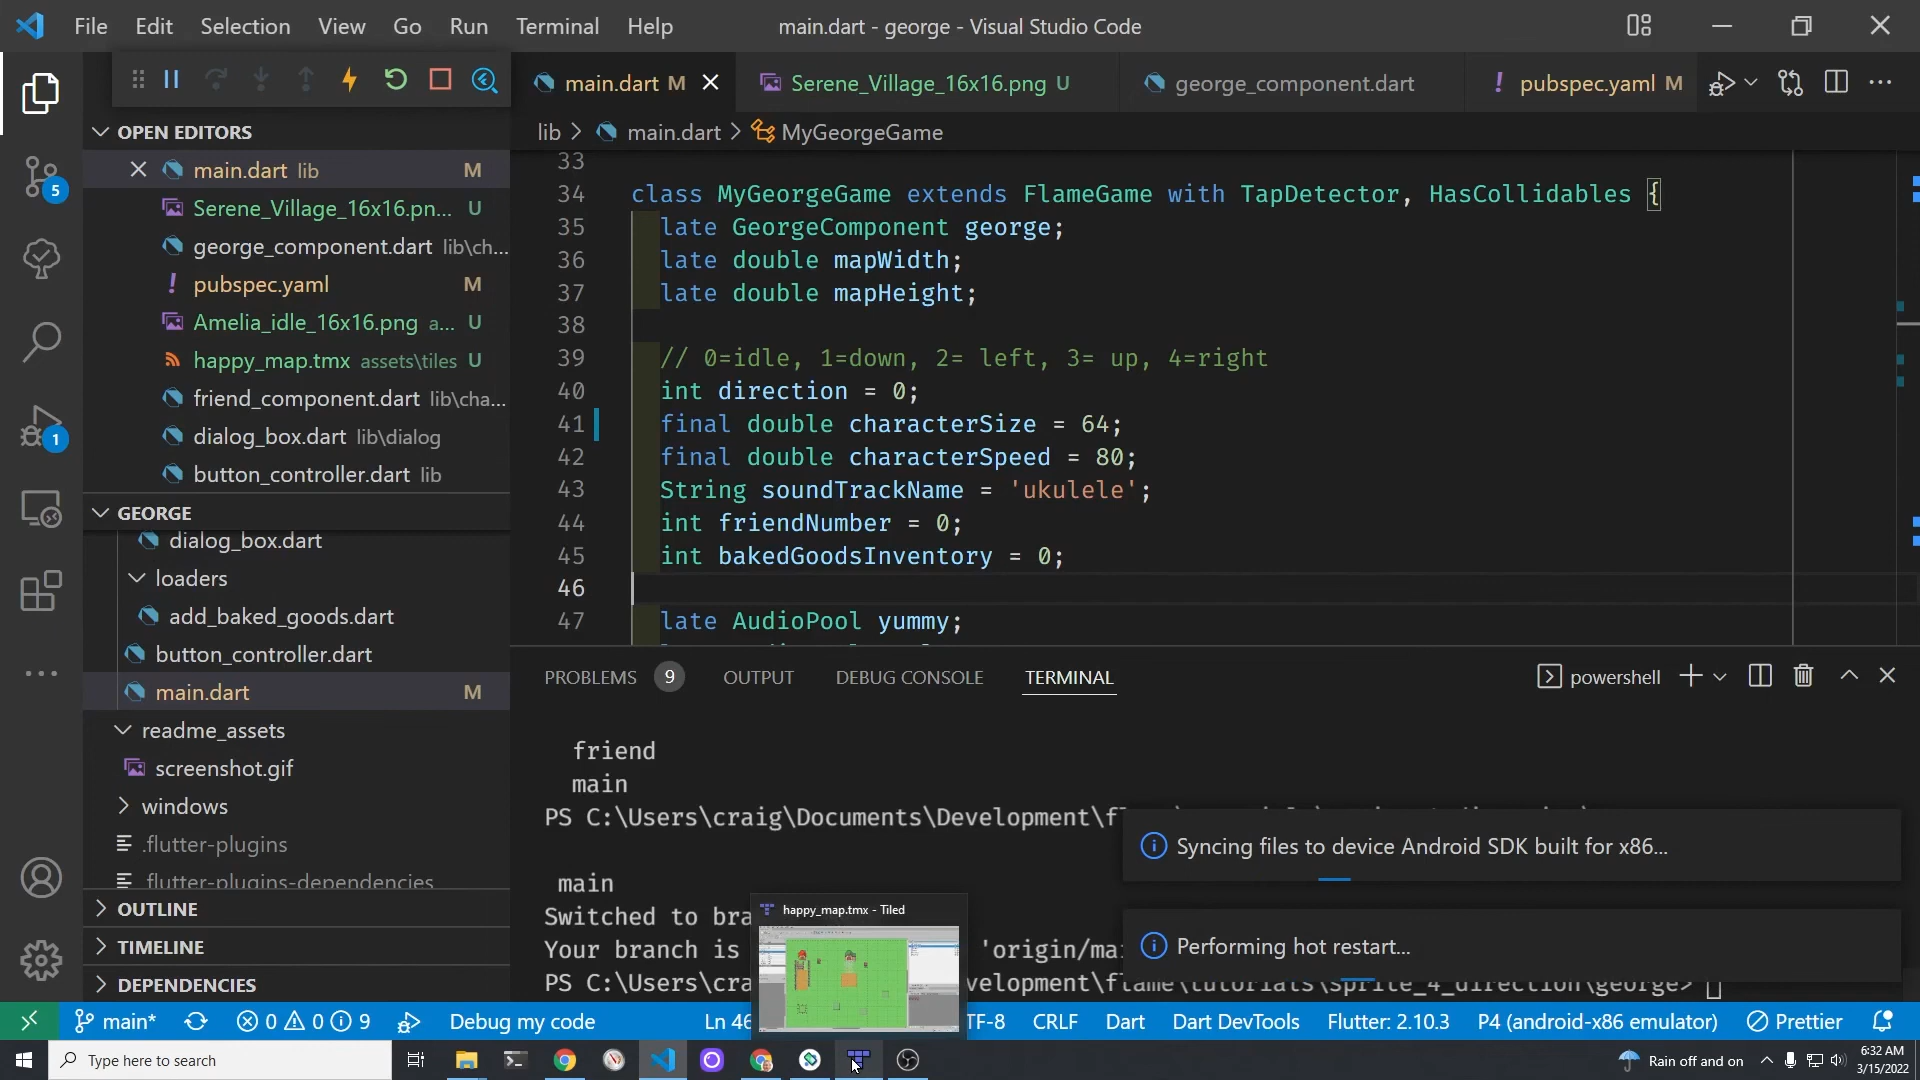 File Edit Selection View Go Run Terminal Help
main.dart - george - Visual Studio Code
main.dart M
Serene_Village_16x16.png U
george_component.dart
! pubspec.yaml M
OPEN EDITORS
main.dart lib M
Serene_Village_16x16.pn... U
george_component.dart lib\ch...
! pubspec.yaml M
Amelia_idle_16x16.png a... U
happy_map.tmx assets\tiles U
friend_component.dart lib\cha...
dialog_box.dart lib\dialog
button_controller.dart lib
GEORGE
dialog_box.dart
loaders
add_baked_goods.dart
button_controller.dart
main.dart M
readme_assets
screenshot.gif
windows
.flutter-plugins
.flutter-plugins-dependencies
OUTLINE
TIMELINE
DEPENDENCIES
5
1
lib > main.dart > MyGeorgeGame
33
34 class MyGeorgeGame extends FlameGame with TapDetector, HasCollidables {
35 late GeorgeComponent george;
36 late double mapWidth;
37 late double mapHeight;
38
39 // 0=idle, 1=down, 2= left, 3= up, 4=right
40 int direction = 0;
41 final double characterSize = 64;
42 final double characterSpeed = 80;
43 String soundTrackName = 'ukulele';
44 int friendNumber = 0;
45 int bakedGoodsInventory = 0;
46
47 late AudioPool yummy;
PROBLEMS 9 OUTPUT DEBUG CONSOLE TERMINAL
powershell
friend
main
PS C:\Users\craig\Documents\Development\f
main
Switched to bra
Your branch is 'origin/mai
PS C:\Users\cra velopment\flame\tutorials\sprite_4_direction\george>
Syncing files to device Android SDK built for x86...
Performing hot restart...
happy_map.tmx - Tiled
main* 0 0 9 Debug my code Ln 46 TF-8 CRLF Dart Dart DevTools Flutter: 2.10.3 P4 (android-x86 emulator) Prettier
Type here to search
Rain off and on
6:32 AM
3/15/2022